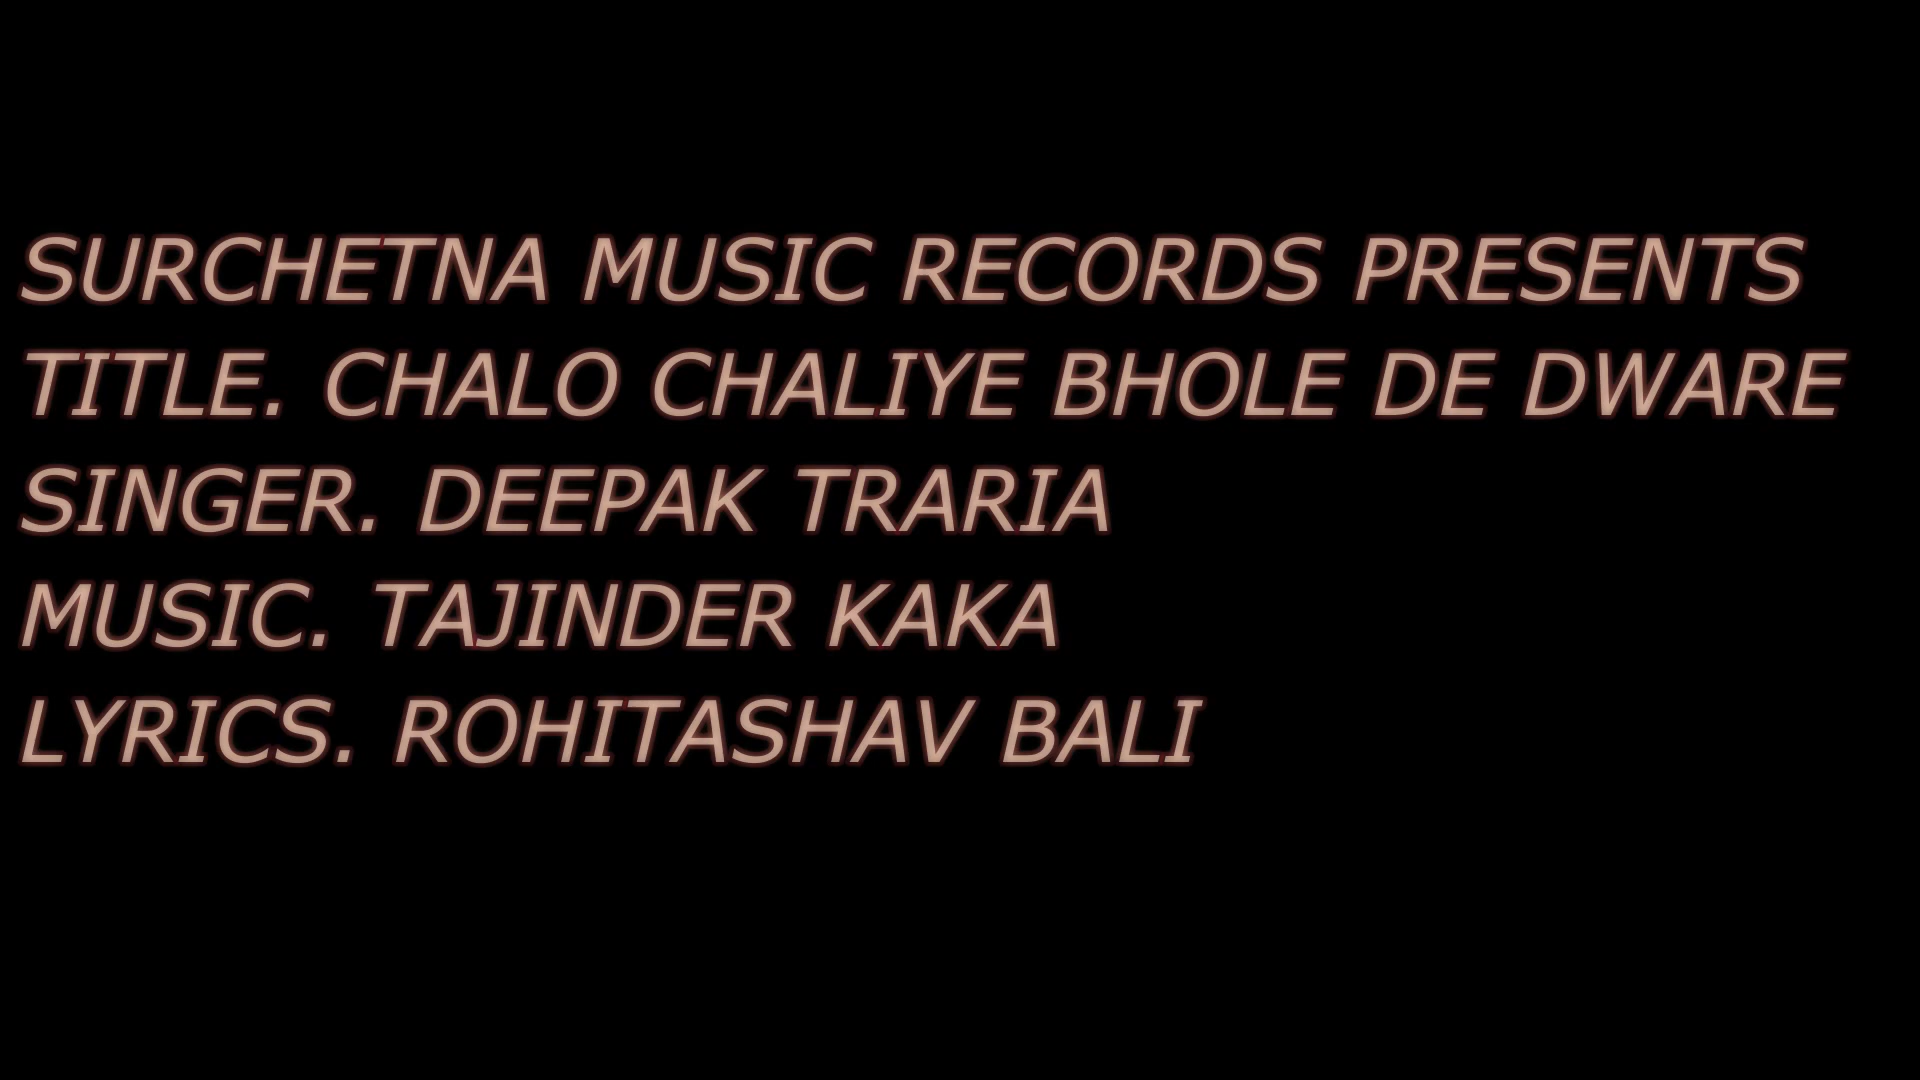 SURCHETNA MUSIC RECORDS PRESENTS
TITLE. CHALO CHALIYE BHOLE DE DWARE
SINGER. DEEPAK TRARIA
MUSIC. TAJINDER KAKA
LYRICS. ROHITASHAV BALI